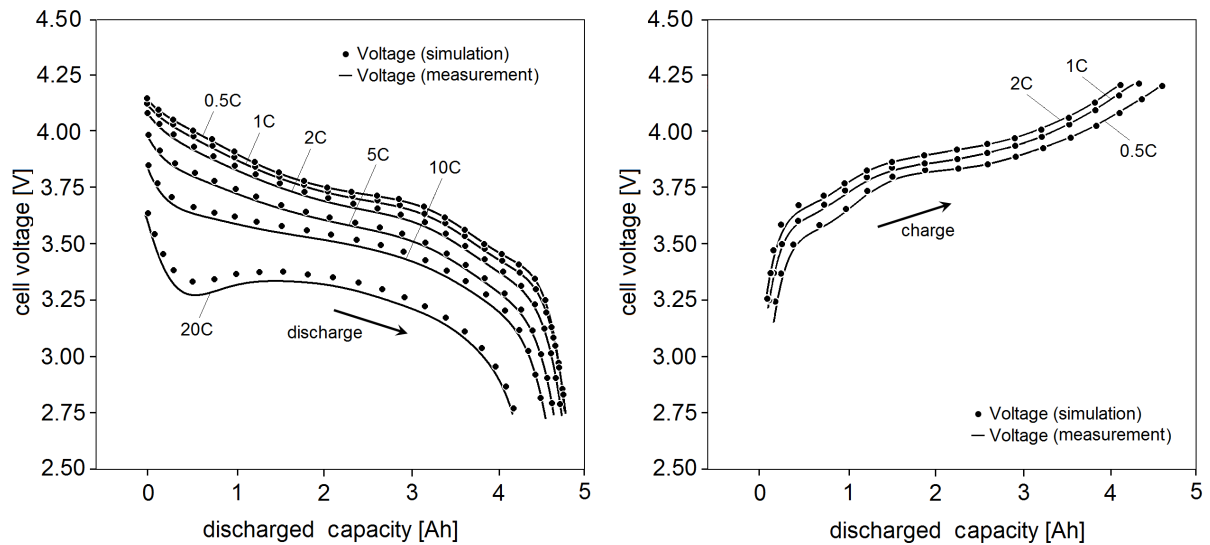 4.50
4.25
4.00
3.75
3.50
3.25
3.00
2.75
2.50
cell voltage [V]
Voltage (simulation)
Voltage (measurement)
0.5C
1C
2C
5C
10C
20C
discharge
0 1 2 3 4 5
discharged capacity [Ah]
4.50
4.25
4.00
3.75
3.50
3.25
3.00
2.75
2.50
cell voltage [V]
1C
2C
0.5C
charge
Voltage (simulation)
Voltage (measurement)
0 1 2 3 4 5
discharged capacity [Ah]